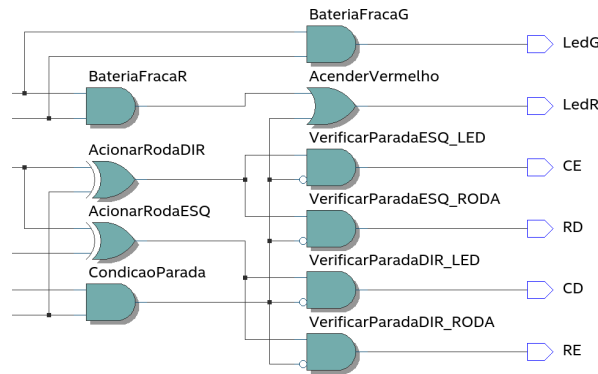 BateriaFracaG
LedG
BateriaFracaR
AcenderVermelho
LedR
VerificarParadaESQ_LED
AcionarRodaDIR
CE
VerificarParadaESQ_RODA
AcionarRodaESQ
RD
VerificarParadaDIR_LED
CondicaoParada
CD
VerificarParadaDIR_RODA
RE